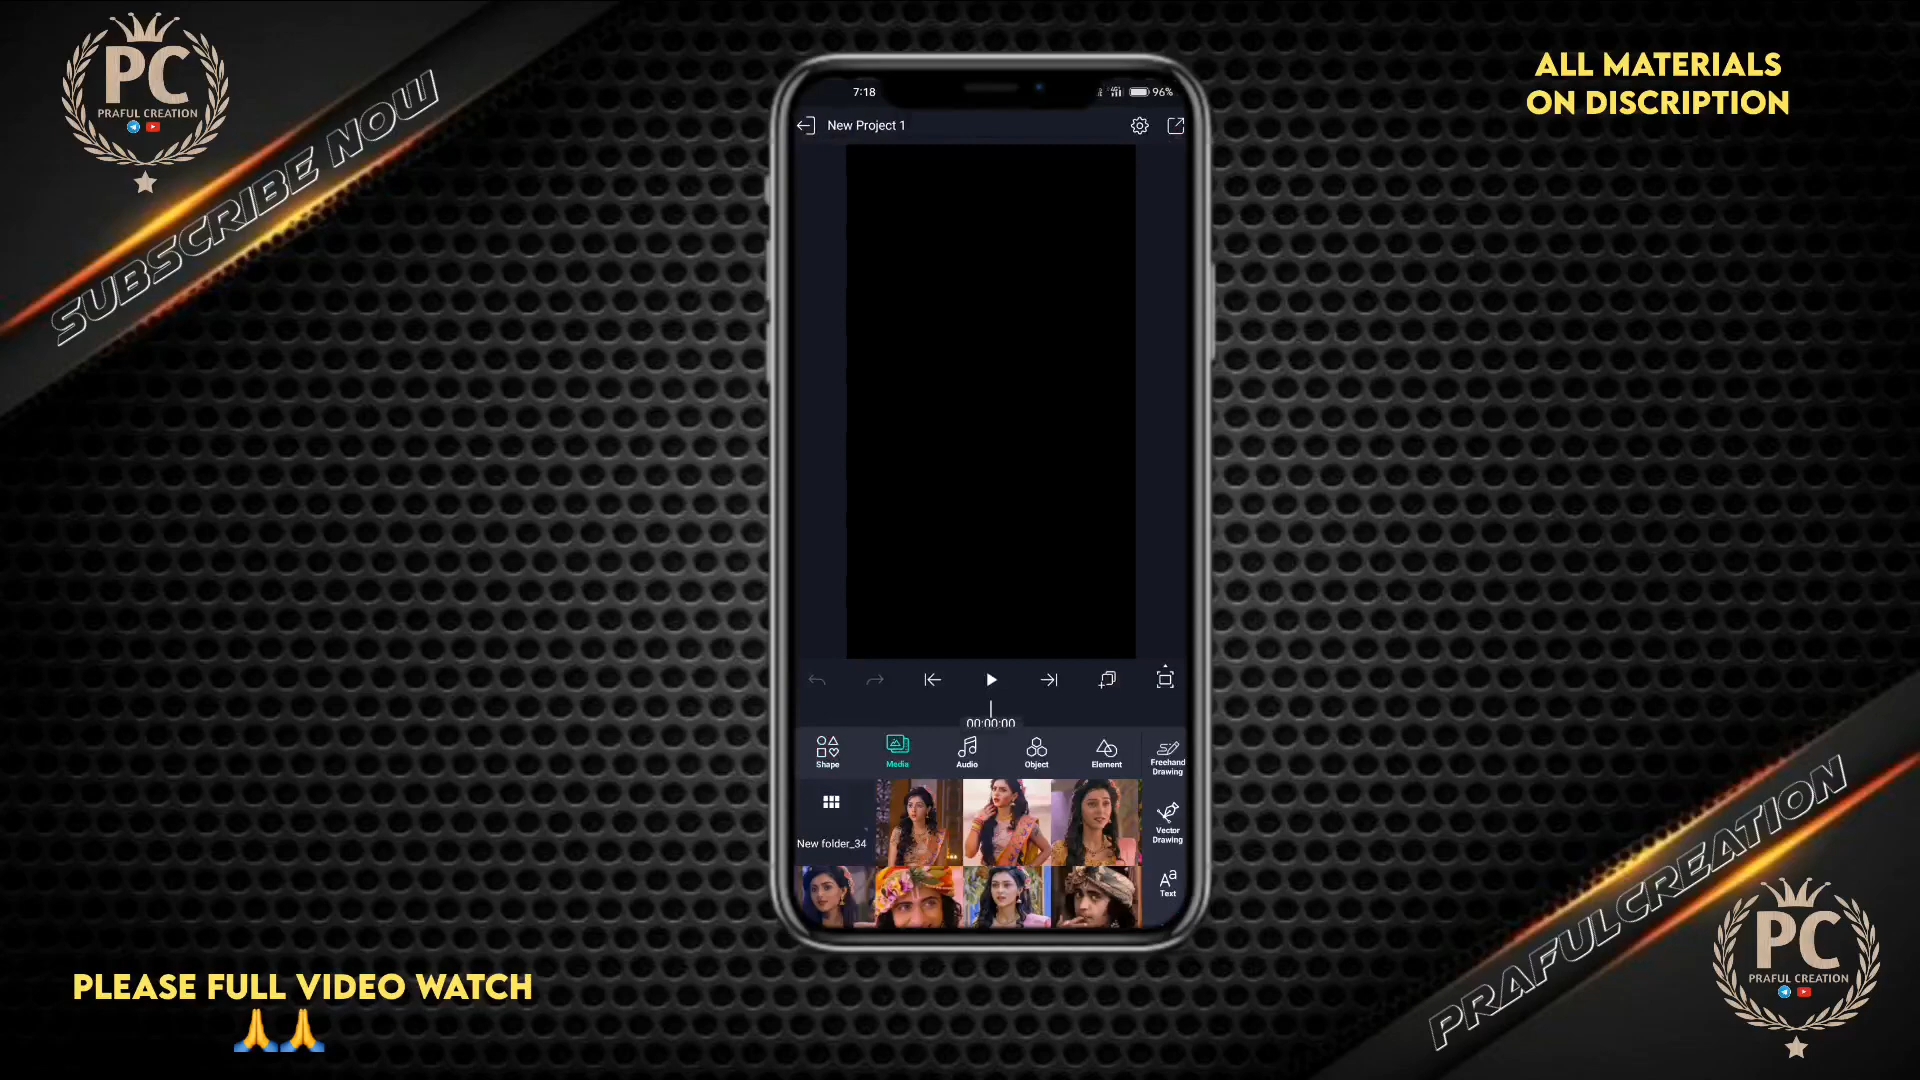 PC
PRAFUL CREATION
SUBSCRIBE NOW
ALL MATERIALS
ON DISCRIPTION
7:18
4G
96%
New Project 1
00:00:00
Shape
Media
Audio
Object
Element
Freehand
Drawing
New folder_34
Vector
Drawing
Aa
Text
PLEASE FULL VIDEO WATCH
PRAFULCREATION
PC
PRAFUL CREATION